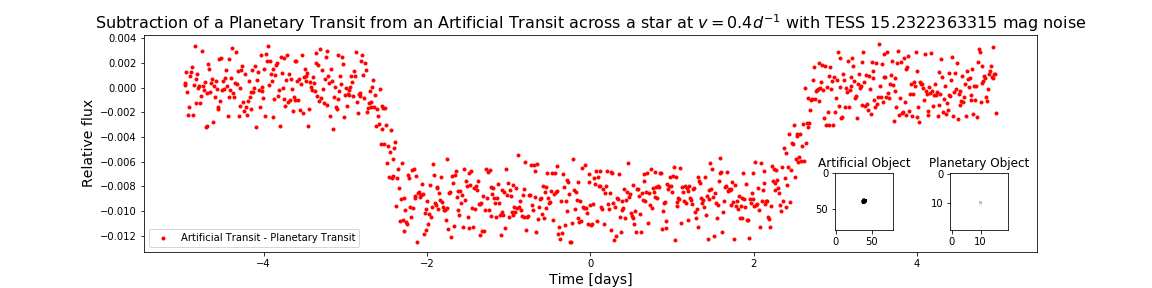 Subtraction of a Planetary Transit from an Artificial Transit across a star at v = 0.4d⁻¹ with TESS 15.2322363315 mag noise
0.004
0.002
0.000
−0.002
−0.004
−0.006
−0.008
−0.010
−0.012
Relative flux
Artificial Object
0
50
0 50
Planetary Object
0
10
0 10
Artificial Transit - Planetary Transit
−4 −2 0 2 4
Time [days]